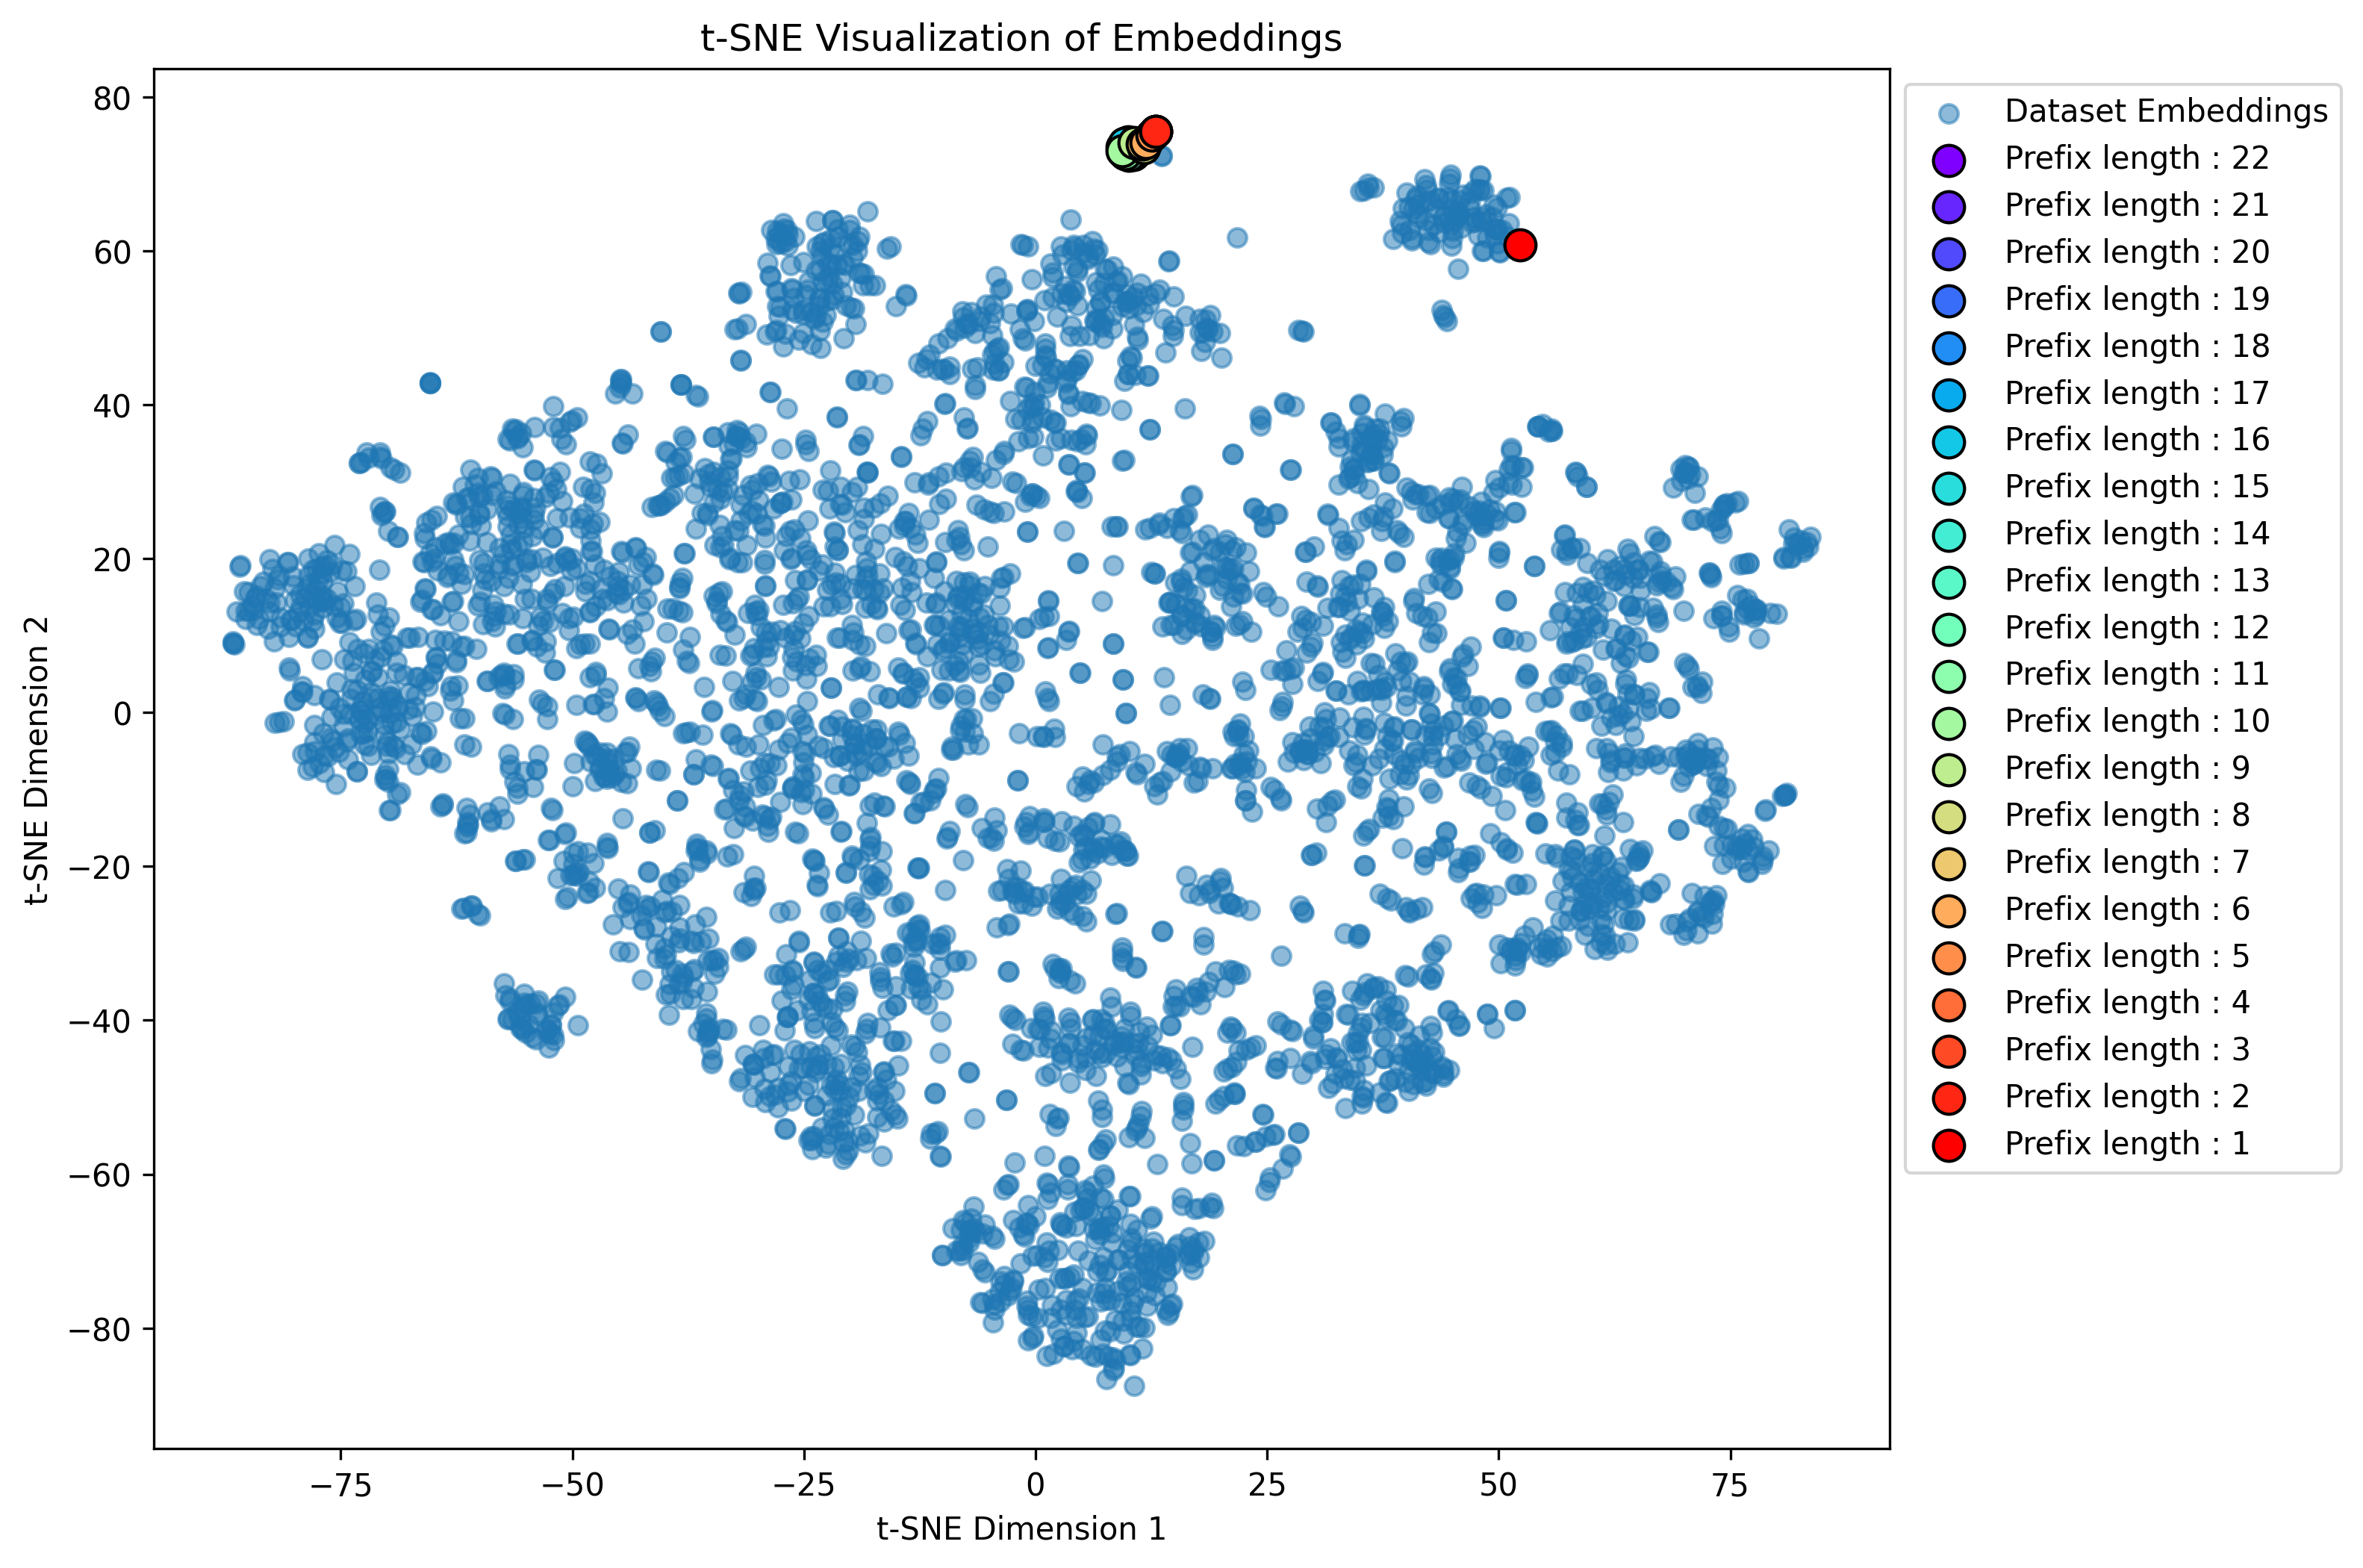 t-SNE Visualization of Embeddings
80
60
40
20
0
−20
−40
−60
−80
t-SNE Dimension 2
−75
−50
−25
0
25
50
75
t-SNE Dimension 1
Dataset Embeddings
Prefix length : 22
Prefix length : 21
Prefix length : 20
Prefix length : 19
Prefix length : 18
Prefix length : 17
Prefix length : 16
Prefix length : 15
Prefix length : 14
Prefix length : 13
Prefix length : 12
Prefix length : 11
Prefix length : 10
Prefix length : 9
Prefix length : 8
Prefix length : 7
Prefix length : 6
Prefix length : 5
Prefix length : 4
Prefix length : 3
Prefix length : 2
Prefix length : 1